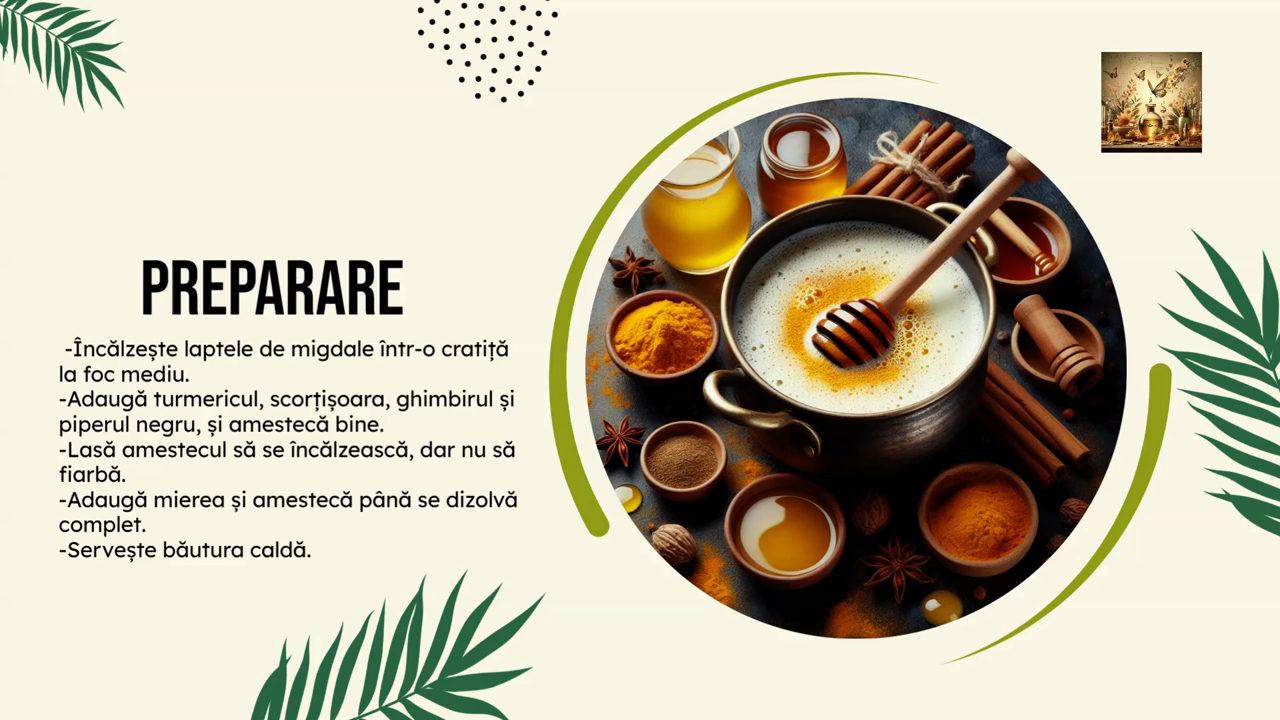 PREPARARE
-Încălzește laptele de migdale într-o cratiță
la foc mediu.
-Adaugă turmericul, scorțișoara, ghimbirul și
piperul negru, și amestecă bine.
-Lasă amestecul să se încălzească, dar nu să
fiarbă.
-Adaugă mierea și amestecă până se dizolvă
complet.
-Servește băutura caldă.